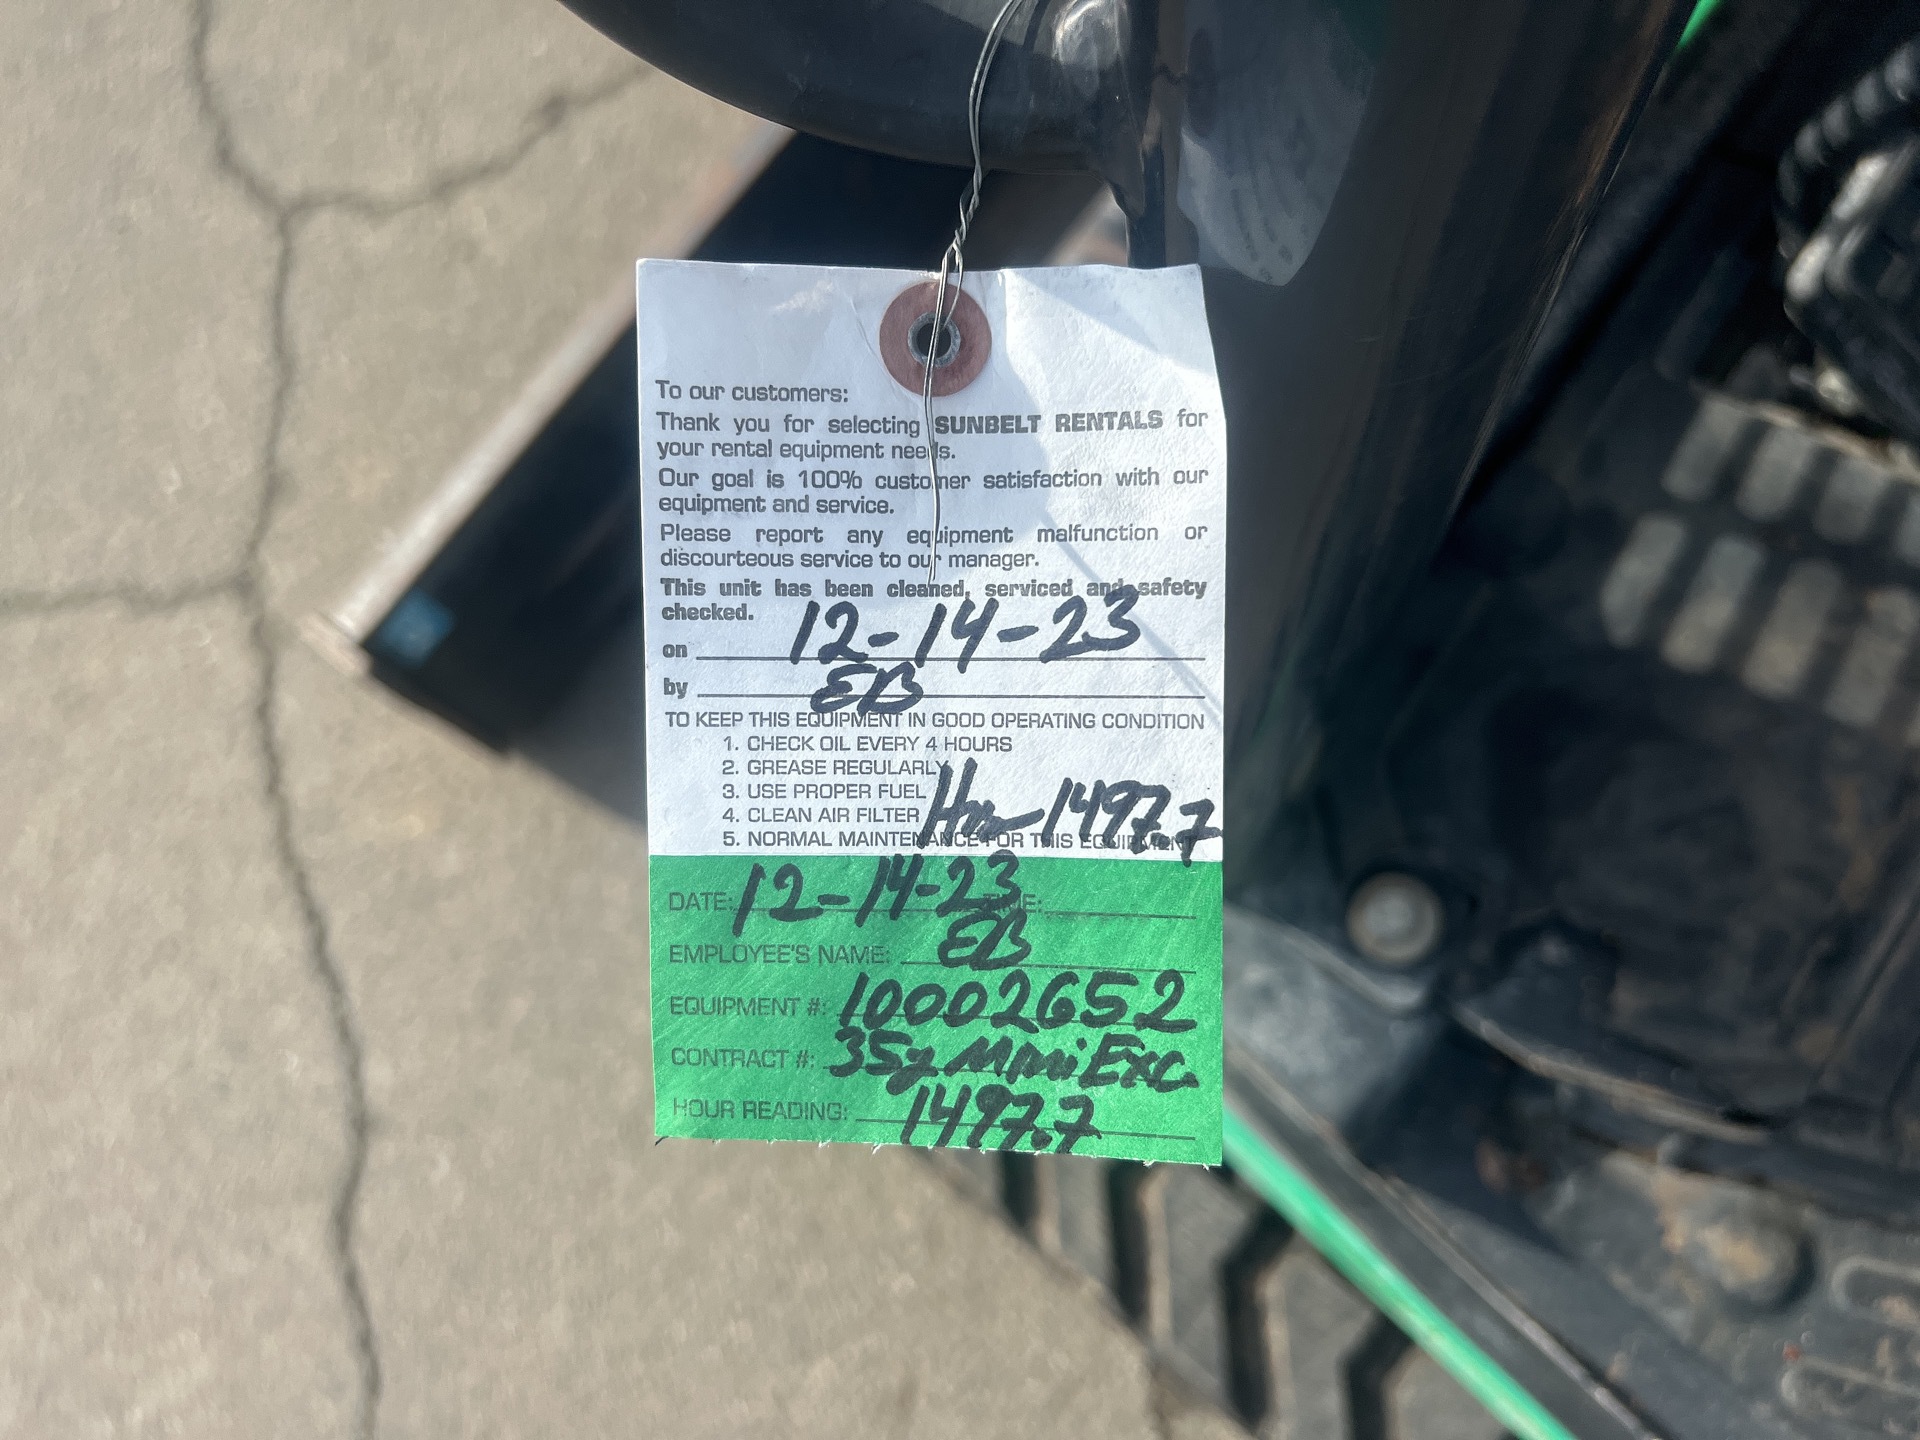 To our customers:
Thank you for selecting SUNBELT RENTALS for
your rental equipment needs.
Our goal is 100% customer satisfaction with our
equipment and service.
Please report any equipment malfunction or
discourteous service to our manager.
This unit has been cleaned, serviced and safety
checked.
on 12-14-23
by EB
TO KEEP THIS EQUIPMENT IN GOOD OPERATING CONDITION
1. CHECK OIL EVERY 4 HOURS
2. GREASE REGULARLY
3. USE PROPER FUEL
4. CLEAN AIR FILTER 1497.7
5. NORMAL MAINTENANCE FOR THIS EQUIPMENT
DATE: 12-14-23 TIME:
EMPLOYEE'S NAME: EB
EQUIPMENT #: 10002652
CONTRACT #: 35g Mini Exc
HOUR READING: 1497.7